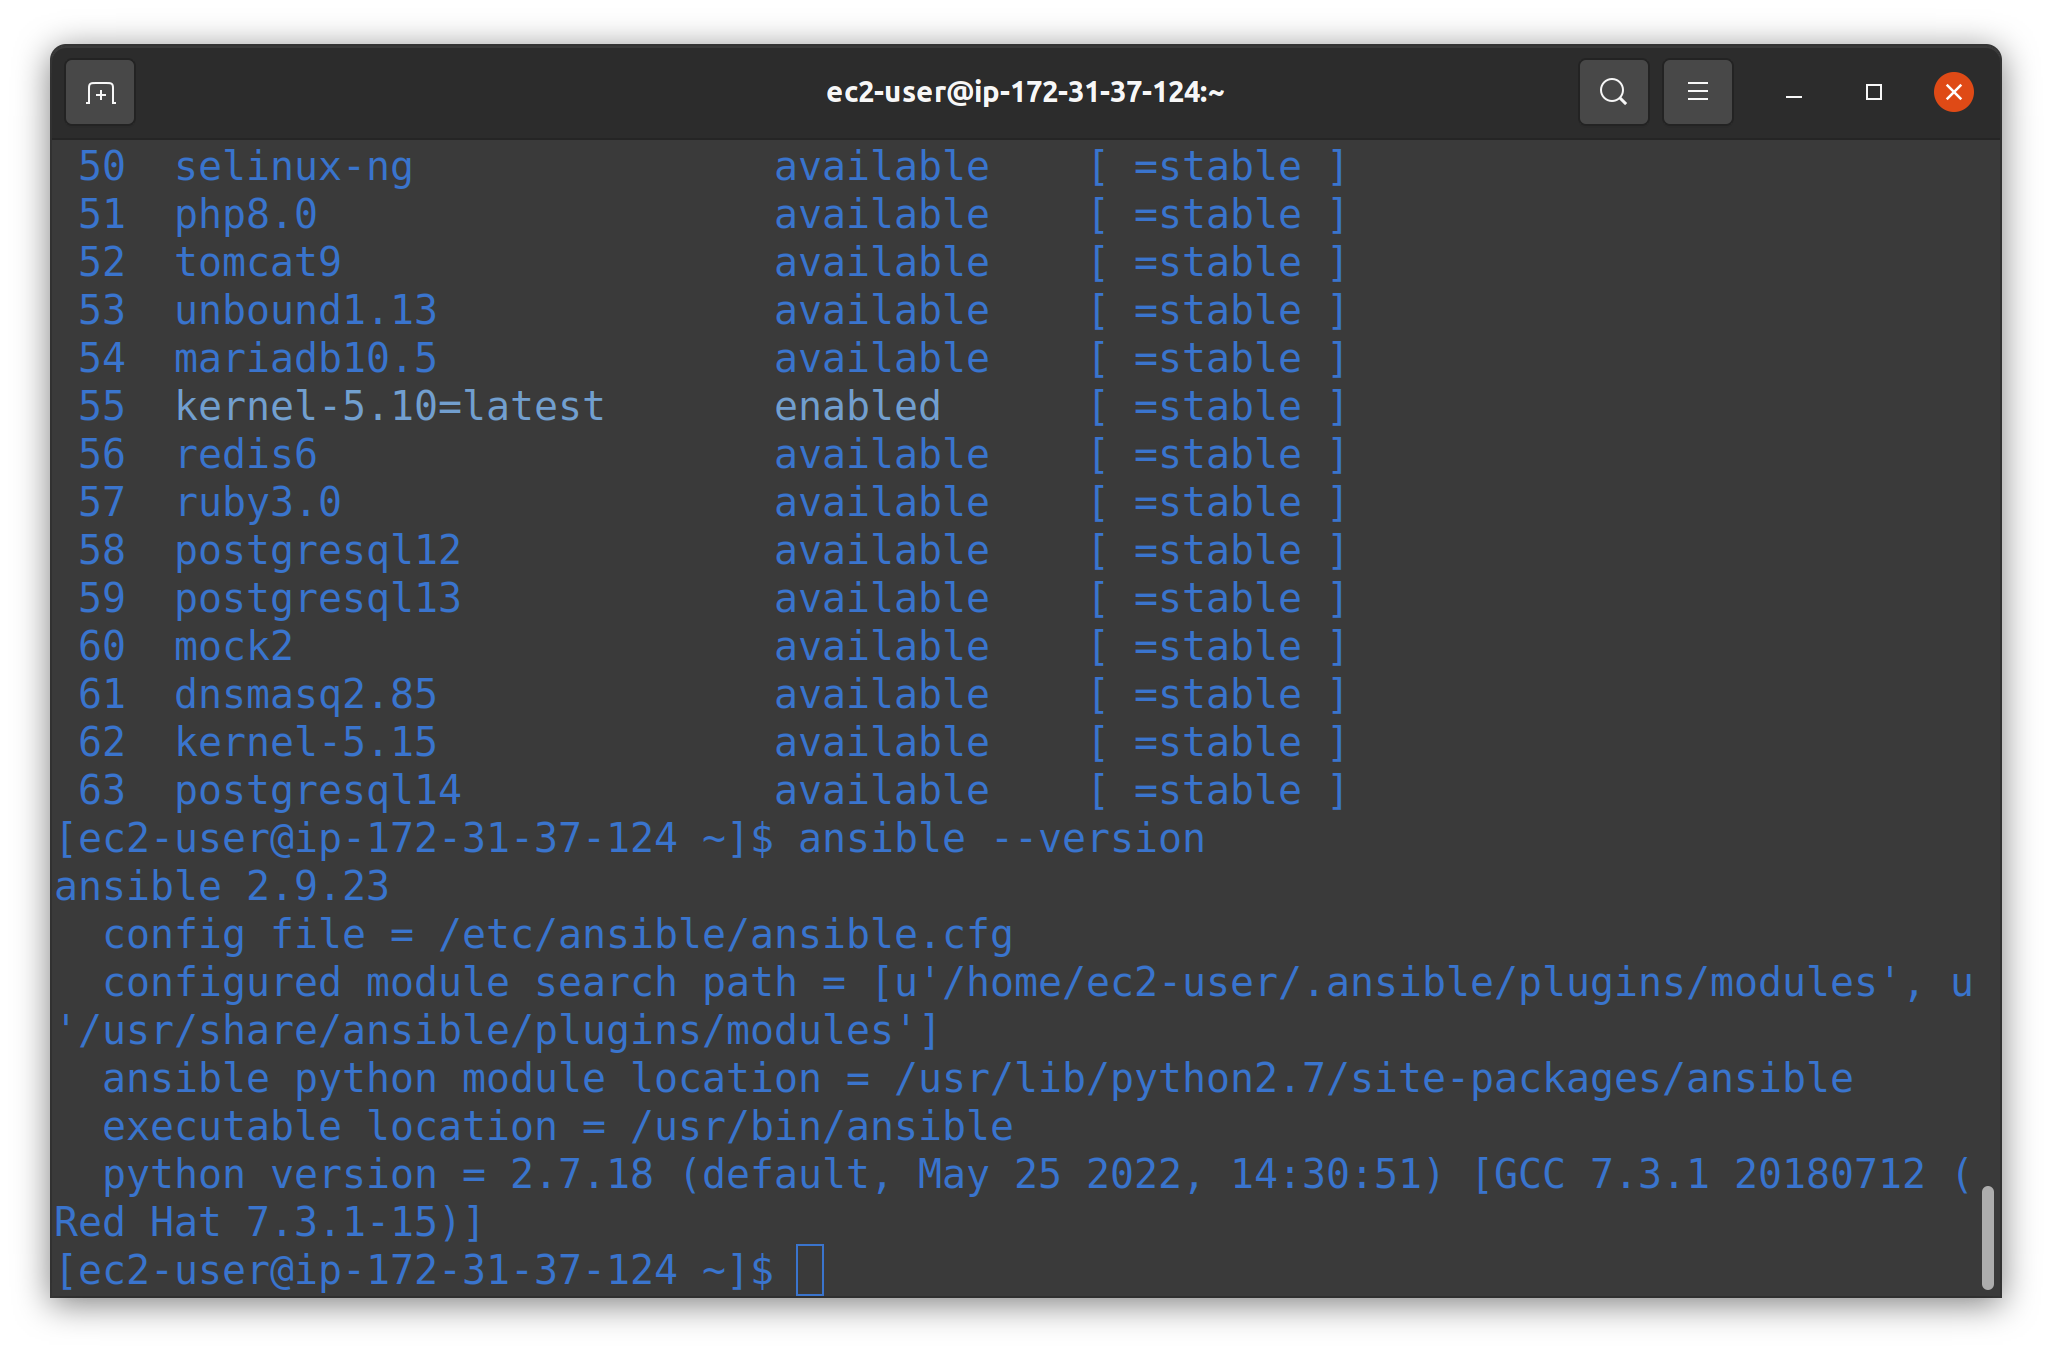 ec2-user@ip-172-31-37-124:~
50  selinux-ng               available    [ =stable ]
51  php8.0                   available    [ =stable ]
52  tomcat9                  available    [ =stable ]
53  unbound1.13              available    [ =stable ]
54  mariadb10.5              available    [ =stable ]
55  kernel-5.10=latest       enabled      [ =stable ]
56  redis6                   available    [ =stable ]
57  ruby3.0                  available    [ =stable ]
58  postgresql12             available    [ =stable ]
59  postgresql13             available    [ =stable ]
60  mock2                    available    [ =stable ]
61  dnsmasq2.85              available    [ =stable ]
62  kernel-5.15              available    [ =stable ]
63  postgresql14             available    [ =stable ]
[ec2-user@ip-172-31-37-124 ~]$ ansible --version
ansible 2.9.23
  config file = /etc/ansible/ansible.cfg
  configured module search path = [u'/home/ec2-user/.ansible/plugins/modules', u
'/usr/share/ansible/plugins/modules']
  ansible python module location = /usr/lib/python2.7/site-packages/ansible
  executable location = /usr/bin/ansible
  python version = 2.7.18 (default, May 25 2022, 14:30:51) [GCC 7.3.1 20180712 (
Red Hat 7.3.1-15)]
[ec2-user@ip-172-31-37-124 ~]$